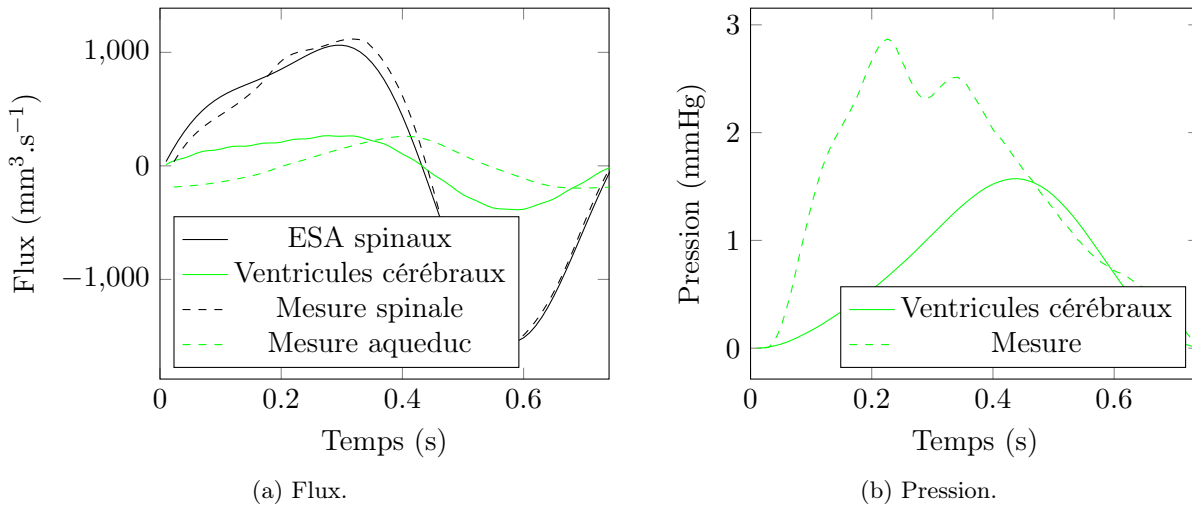 1,000
0
−1,000
Flux (mm³.s⁻¹)
0
0.2
0.4
0.6
Temps (s)
ESA spinaux
Ventricules cérébraux
Mesure spinale
Mesure aqueduc
(a) Flux.
3
2
1
0
Pression (mmHg)
0
0.2
0.4
0.6
Temps (s)
Ventricules cérébraux
Mesure
(b) Pression.